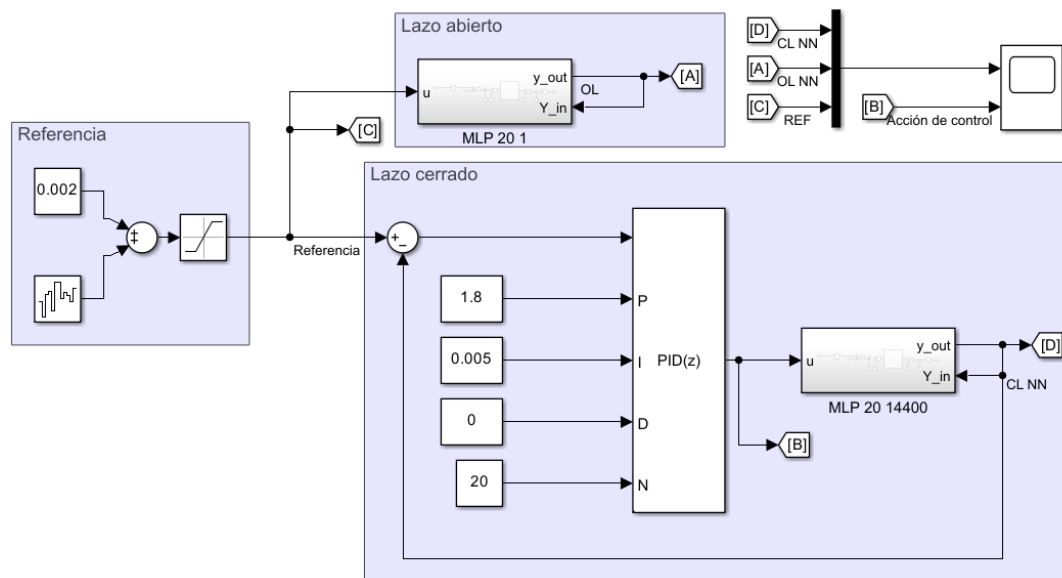 Lazo abierto
u
y_out
Y_in
OL
[A]
MLP 20 1
[C]
[D]
CL NN
[A]
OL NN
[C]
REF
[B]
Acción de control
Referencia
0.002
+
+
Referencia
Lazo cerrado
+
-
1.8
P
0.005
I
0
D
20
N
PID(z)
[B]
u
y_out
Y_in
MLP 20 14400
[D]
CL NN